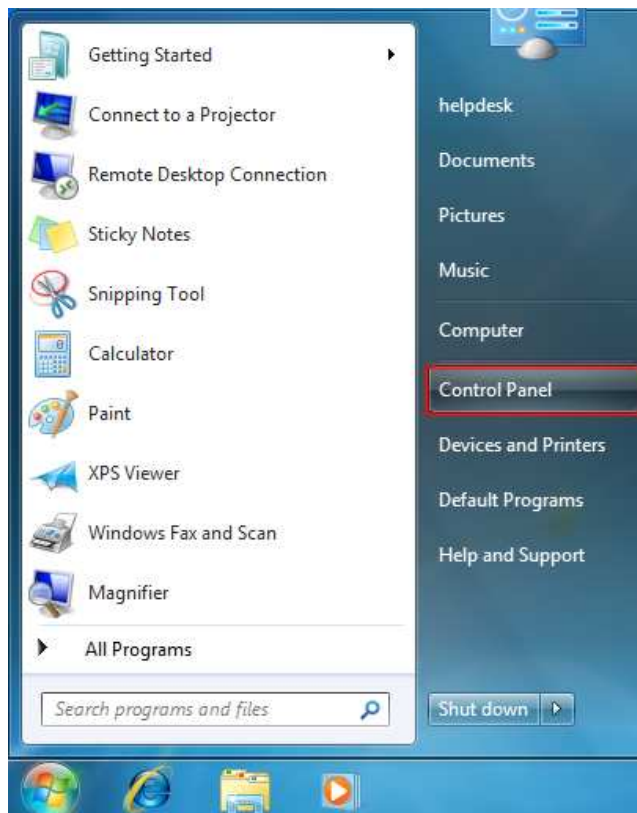 Getting Started
Connect to a Projector
Remote Desktop Connection
Sticky Notes
Snipping Tool
Calculator
Paint
XPS Viewer
Windows Fax and Scan
Magnifier
All Programs
Search programs and files
helpdesk
Documents
Pictures
Music
Computer
Control Panel
Devices and Printers
Default Programs
Help and Support
Shut down